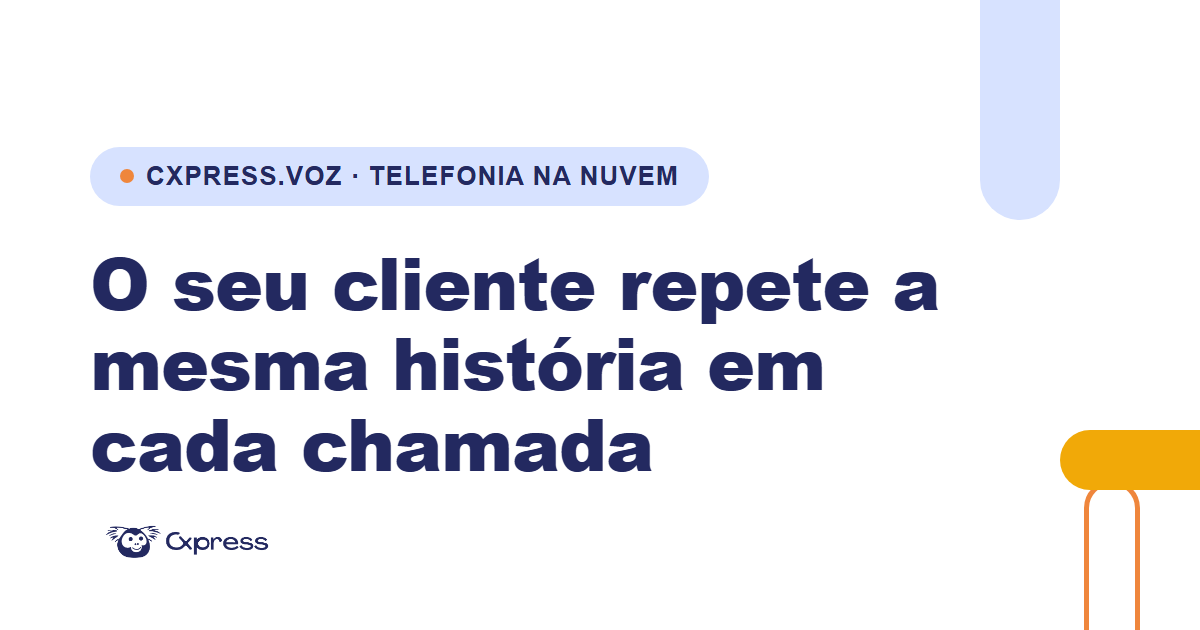 CXPRESS.VOZ · TELEFONIA NA NUVEM
O seu cliente repete a
mesma história em
cada chamada
Cxpress